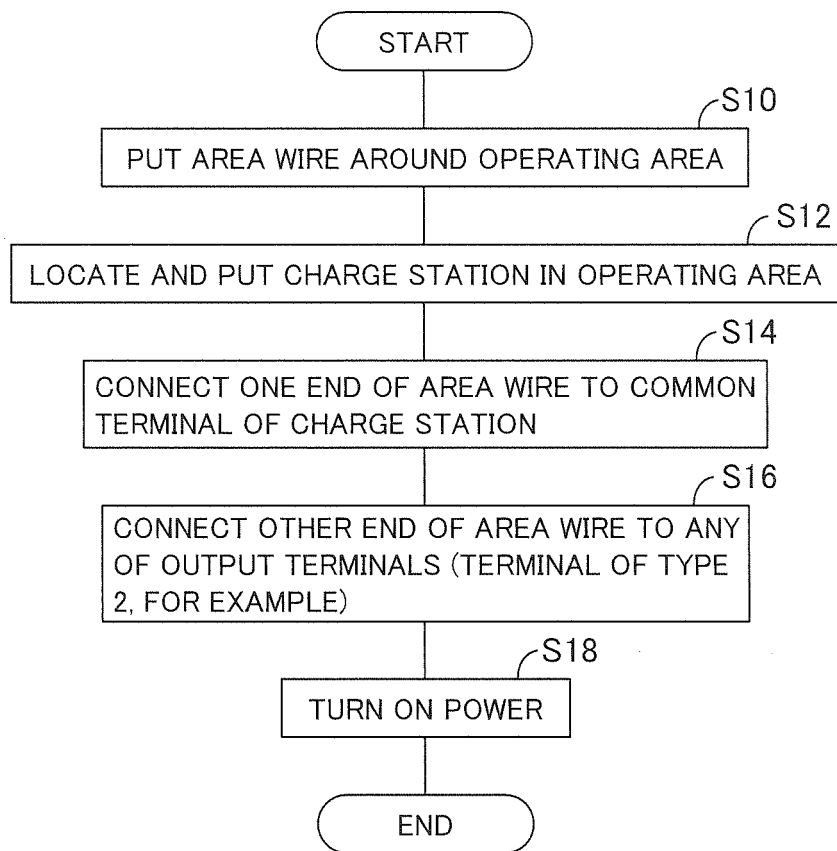 START
S10
PUT AREA WIRE AROUND OPERATING AREA
S12
LOCATE AND PUT CHARGE STATION IN OPERATING AREA
S14
CONNECT ONE END OF AREA WIRE TO COMMON
TERMINAL OF CHARGE STATION
S16
CONNECT OTHER END OF AREA WIRE TO ANY
OF OUTPUT TERMINALS (TERMINAL OF TYPE
2, FOR EXAMPLE)
S18
TURN ON POWER
END